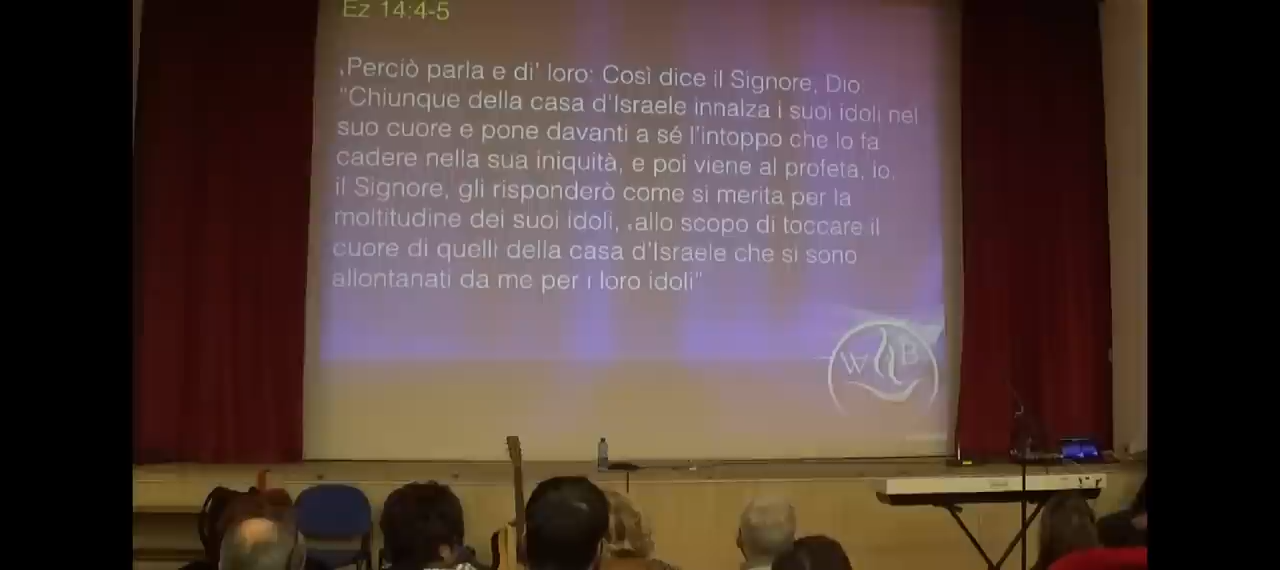 Ez 14:4-5
₄Perciò parla e di' loro: Così dice il Signore, Dio:
"Chiunque della casa d'Israele innalza i suoi idoli nel
suo cuore e pone davanti a sé l'intoppo che lo fa
cadere nella sua iniquità, e poi viene al profeta, io,
il Signore, gli risponderò come si merita per la
moltitudine dei suoi idoli, ₅allo scopo di toccare il
cuore di quelli della casa d'Israele che si sono
allontanati da me per i loro idoli"
W B